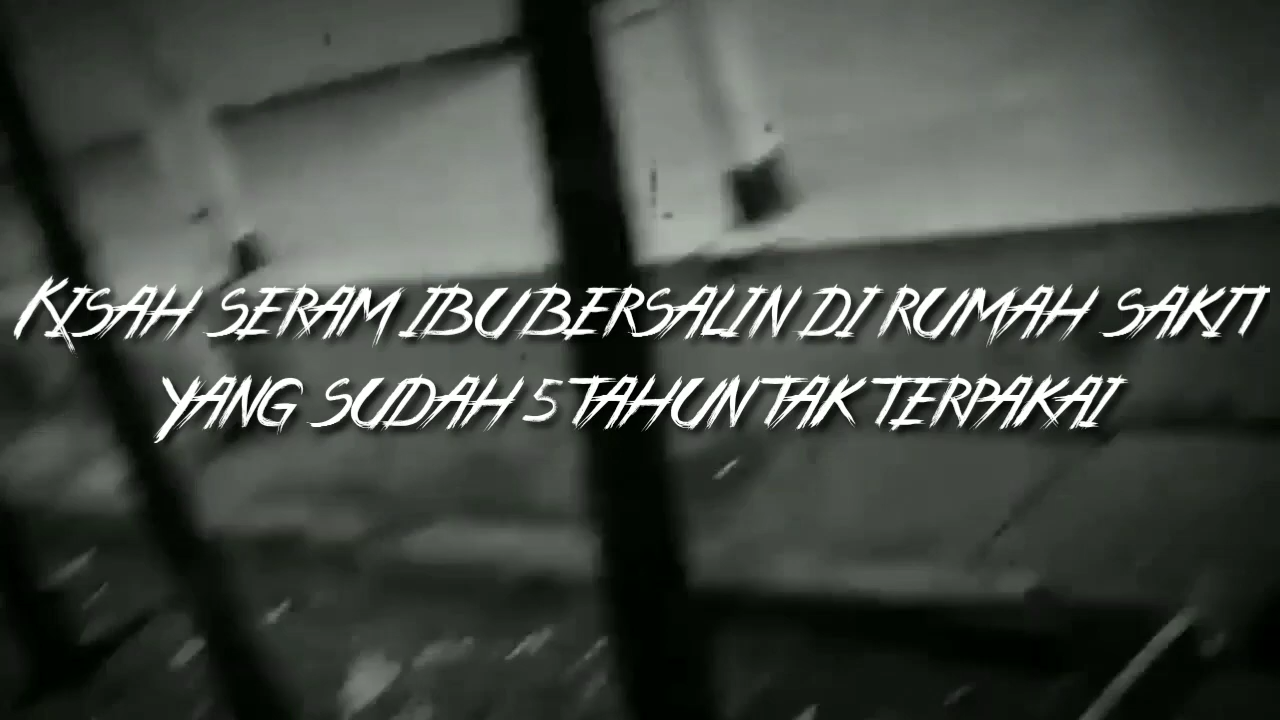 KISAH SERAM IBU BERSALIN DI RUMAH SAKIT
YANG SUDAH 5 TAHUN TAK TERPAKAI